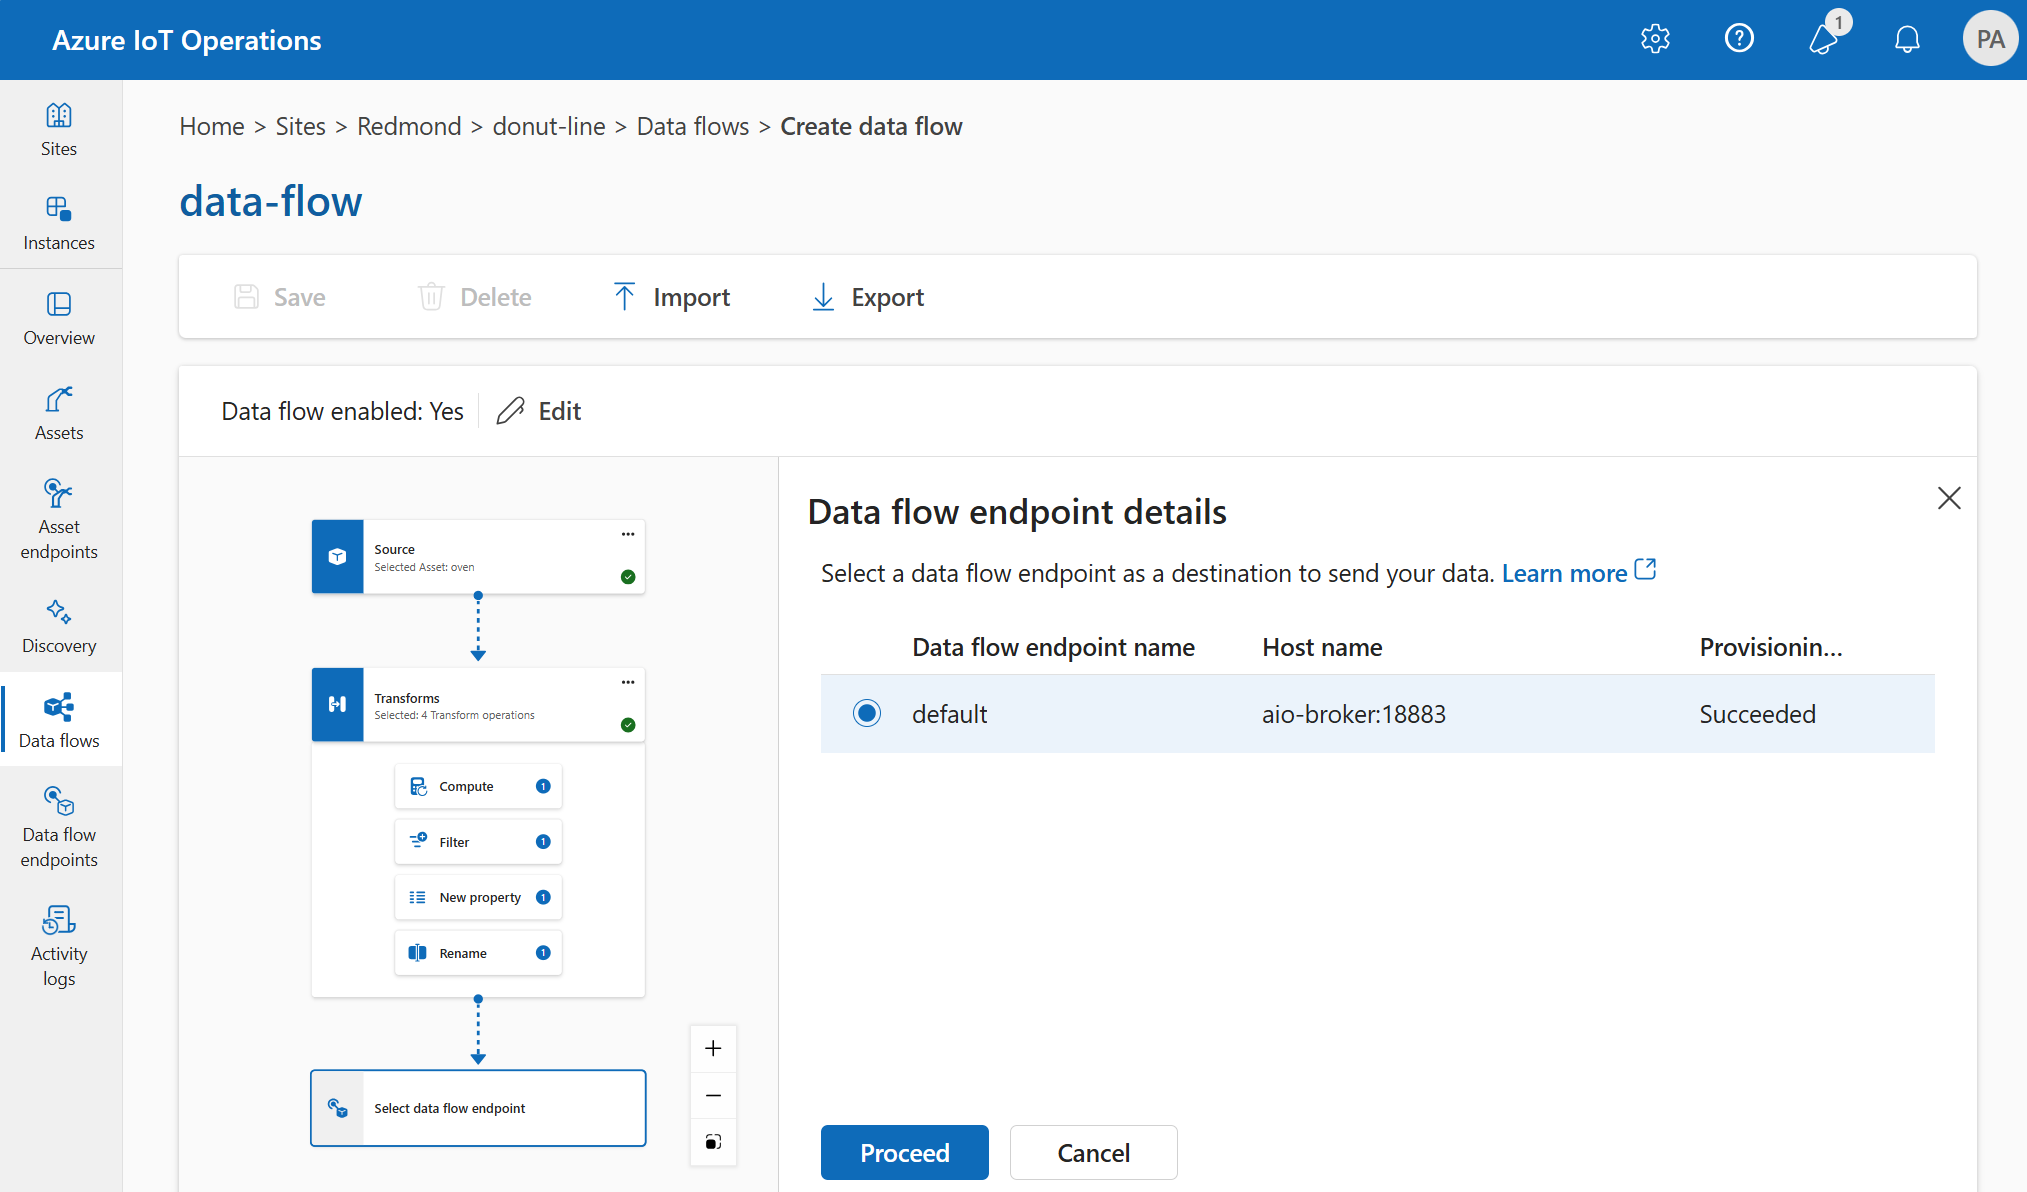 Azure IoT Operations
1
PA
Sites
Instances
Overview
Assets
Asset
endpoints
Discovery
Data flows
Data flow
endpoints
Activity
logs
Home > Sites > Redmond > donut-line > Data flows > Create data flow
data-flow
Save
Delete
Import
Export
Data flow enabled: Yes
Edit
Source
Selected Asset: oven
Transforms
Selected: 4 Transform operations
Compute 1
Filter 1
New property 1
Rename 1
Select data flow endpoint
Data flow endpoint details
Select a data flow endpoint as a destination to send your data. Learn more
Data flow endpoint name Host name Provisionin...
default aio-broker:18883 Succeeded
Proceed
Cancel